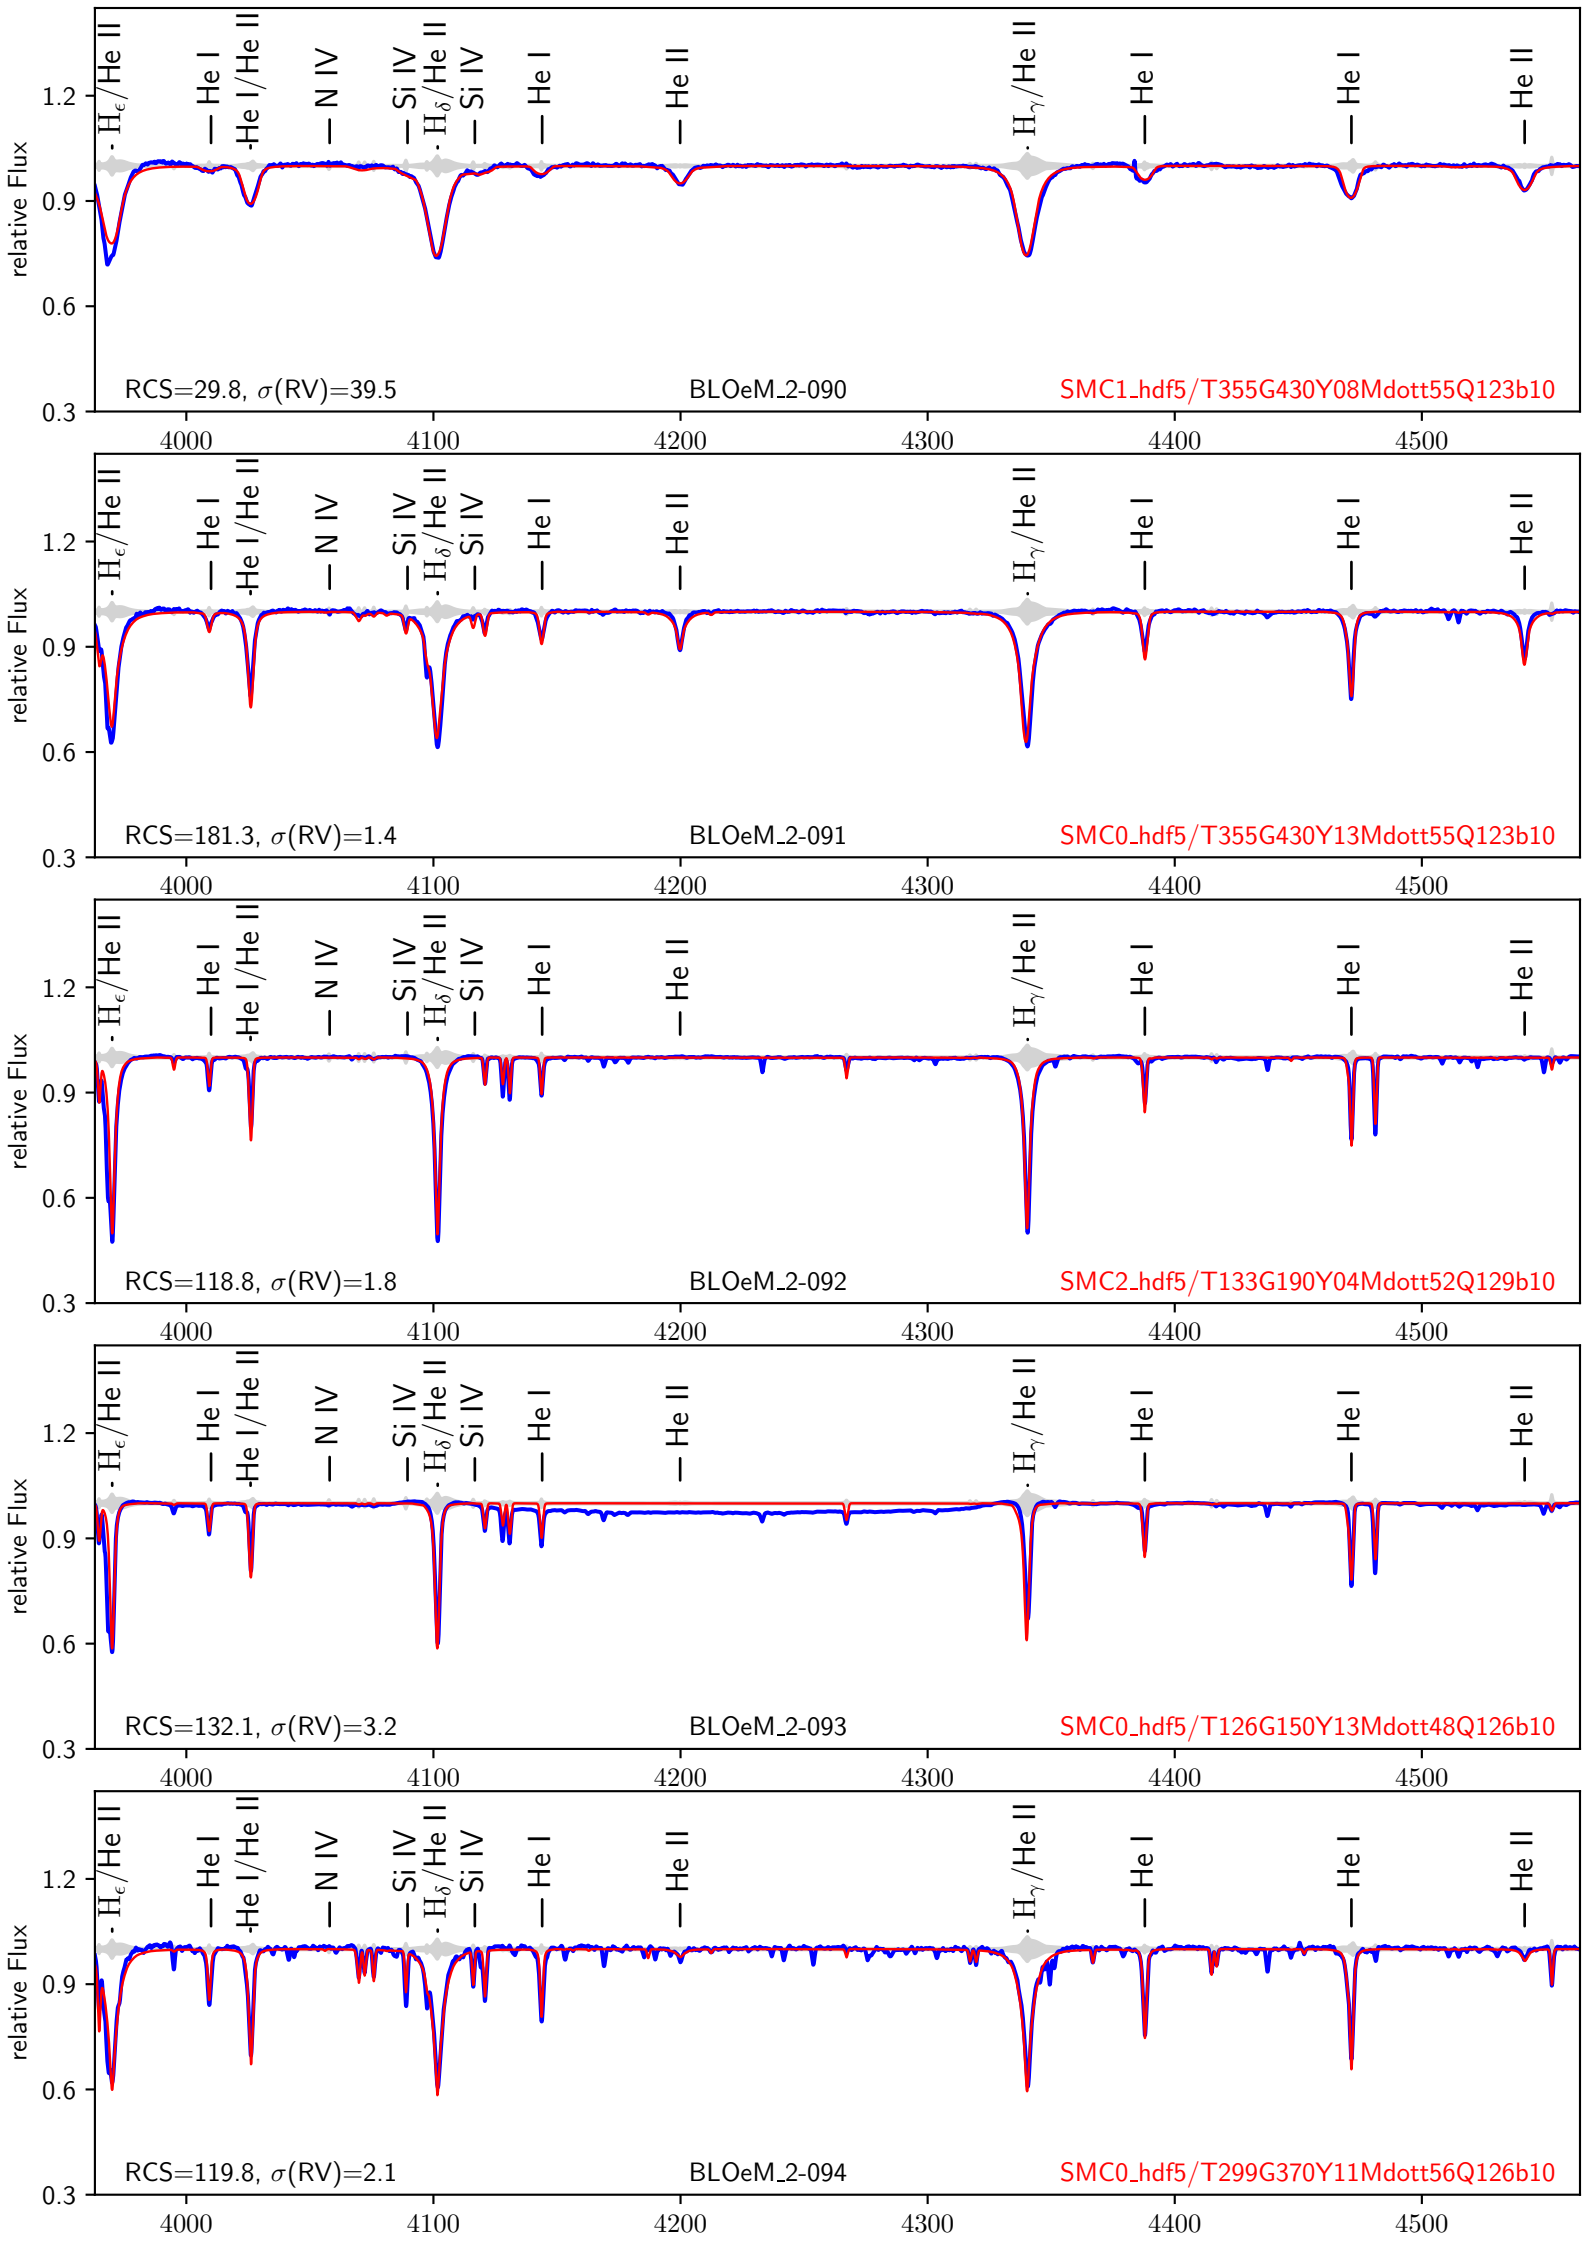 Hϵ/He II
He I
He I/He II
N IV
Si IV
Hδ/He II
Si IV
He I
He II
Hγ/He II
He I
He I
He II
relative Flux
1.2
0.9
0.6
0.3
RCS=29.8, σ(RV)=39.5
BLOeM_2-090
SMC1_hdf5/T355G430Y08Mdott55Q123b10
4000 4100 4200 4300 4400 4500
Hϵ/He II
He I
He I/He II
N IV
Si IV
Hδ/He II
Si IV
He I
He II
Hγ/He II
He I
He I
He II
relative Flux
1.2
0.9
0.6
0.3
RCS=181.3, σ(RV)=1.4
BLOeM_2-091
SMC0_hdf5/T355G430Y13Mdott55Q123b10
4000 4100 4200 4300 4400 4500
Hϵ/He II
He I
He I/He II
N IV
Si IV
Hδ/He II
Si IV
He I
He II
Hγ/He II
He I
He I
He II
relative Flux
1.2
0.9
0.6
0.3
RCS=118.8, σ(RV)=1.8
BLOeM_2-092
SMC2_hdf5/T133G190Y04Mdott52Q129b10
4000 4100 4200 4300 4400 4500
Hϵ/He II
He I
He I/He II
N IV
Si IV
Hδ/He II
Si IV
He I
He II
Hγ/He II
He I
He I
He II
relative Flux
1.2
0.9
0.6
0.3
RCS=132.1, σ(RV)=3.2
BLOeM_2-093
SMC0_hdf5/T126G150Y13Mdott48Q126b10
4000 4100 4200 4300 4400 4500
Hϵ/He II
He I
He I/He II
N IV
Si IV
Hδ/He II
Si IV
He I
He II
Hγ/He II
He I
He I
He II
relative Flux
1.2
0.9
0.6
0.3
RCS=119.8, σ(RV)=2.1
BLOeM_2-094
SMC0_hdf5/T299G370Y11Mdott56Q126b10
4000 4100 4200 4300 4400 4500